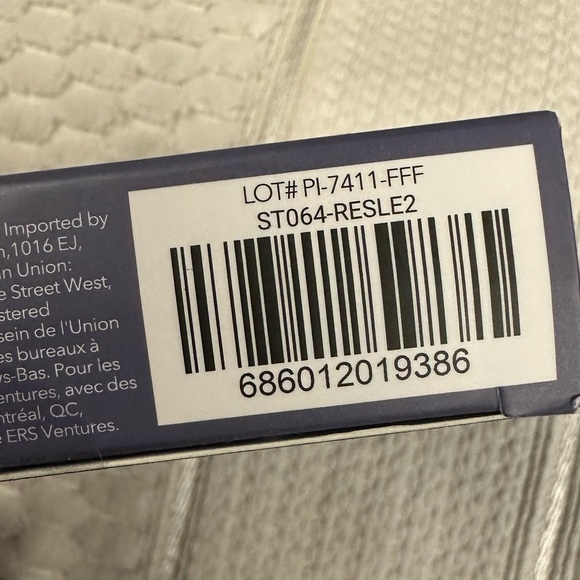 Imported by
,1016 EJ,
in Union:
e Street West,
stered
sein de l'Union
es bureaux à
s-Bas. Pour les
entures, avec des
ntréal, QC,
ERS Ventures.
LOT# PI-7411-FFF
ST064-RESLE2
686012019386